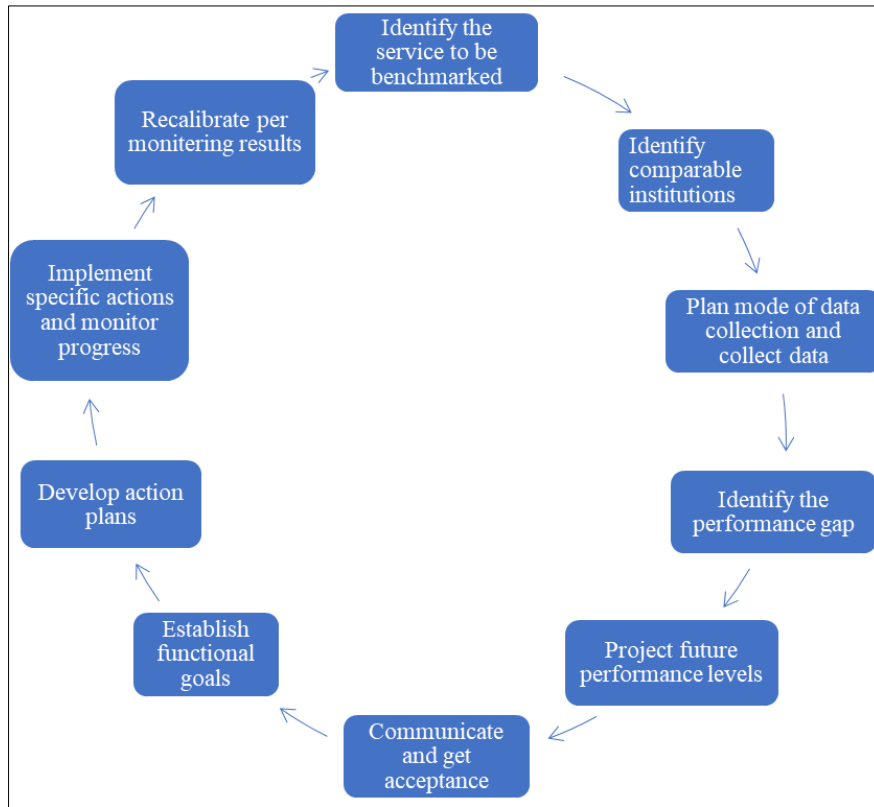 Identify the
service to be
benchmarked
Identify
comparable
institutions
Plan mode of data
collection and
collect data
Identify the
performance gap
Project future
performance levels
Communicate
and get
acceptance
Establish
functional
goals
Develop action
plans
Implement
specific actions
and monitor
progress
Recalibrate per
monitering results